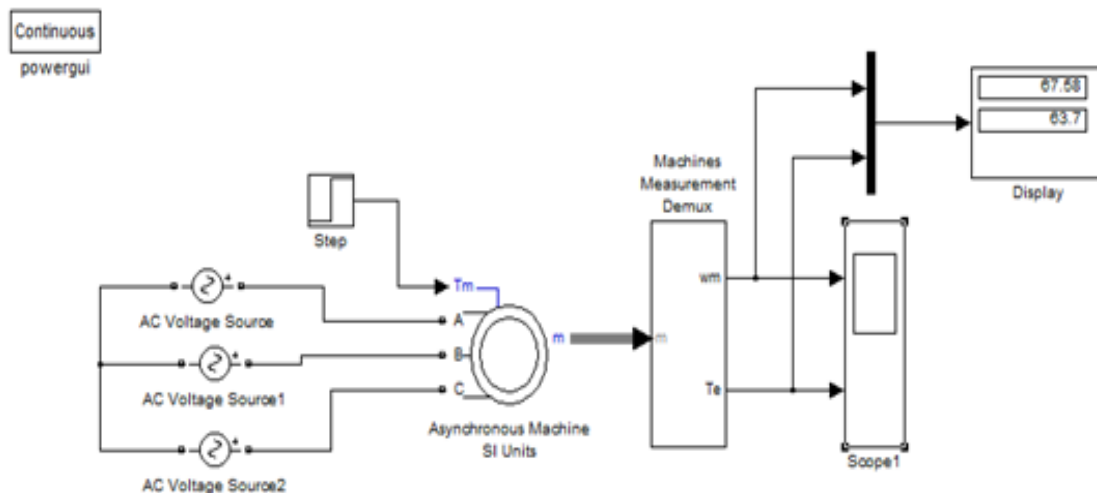 Continuous
powergui
67.58
63.7
Display
Machines
Measurement
Demux
Step
wm
Tm
AC Voltage Source
A
m
m
B
AC Voltage Source1
C
Te
Asynchronous Machine
SI Units
Scope1
AC Voltage Source2